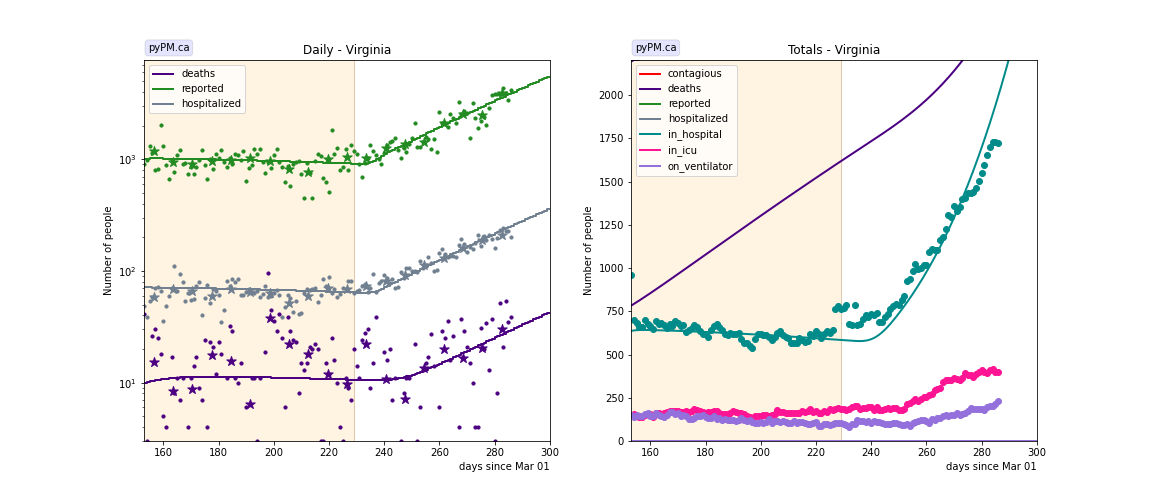 pyPM.ca
Daily - Virginia
deaths
reported
hospitalized
Number of people
10³
10²
10¹
160 180 200 220 240 260 280 300
days since Mar 01
pyPM.ca
Totals - Virginia
contagious
deaths
reported
hospitalized
in_hospital
in_icu
on_ventilator
Number of people
2000
1750
1500
1250
1000
750
500
250
0
160 180 200 220 240 260 280 300
days since Mar 01